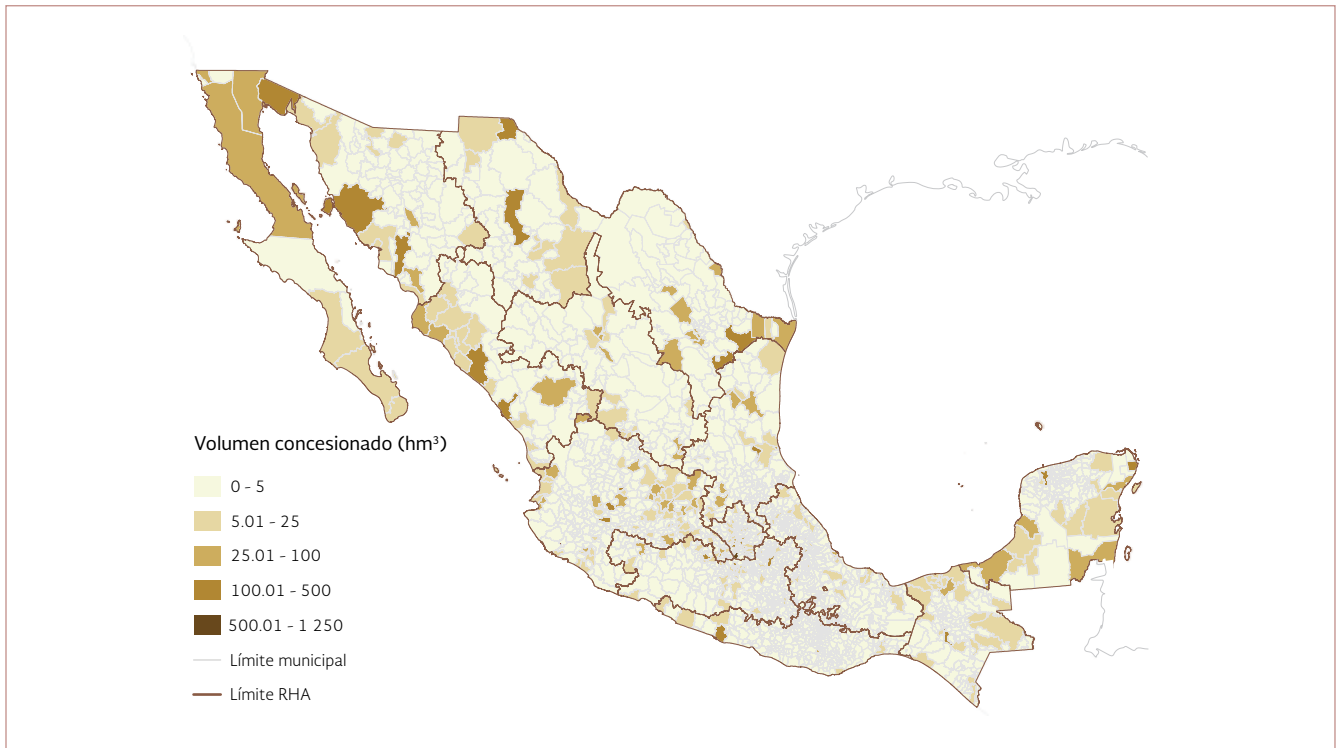 Volumen concesionado (hm³)
0 - 5
5.01 - 25
25.01 - 100
100.01 - 500
500.01 - 1 250
Límite municipal
Límite RHA